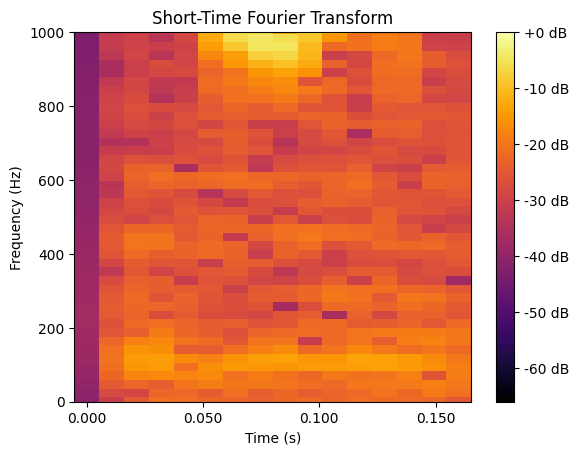 Short-Time Fourier Transform
Frequency (Hz)
1000
800
600
400
200
0
0.000
0.050
0.100
0.150
Time (s)
+0 dB
-10 dB
-20 dB
-30 dB
-40 dB
-50 dB
-60 dB